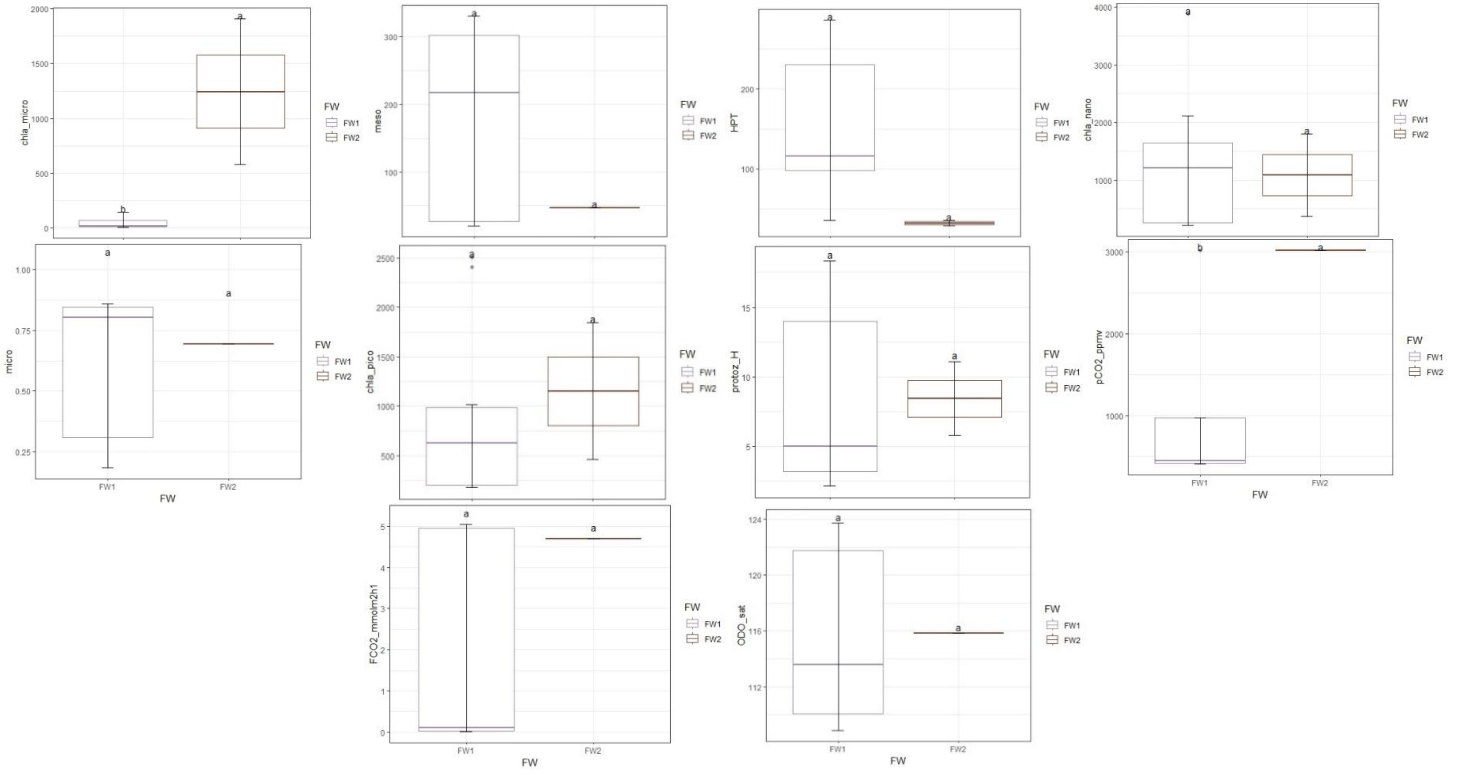 chla_micro
2000
1500
1000
500
0
b
a
FW
FW1
FW2
meso
300
200
100
a
a
FW
FW1
FW2
HPT
200
100
a
a
FW
FW1
FW2
chla_nano
4000
3000
2000
1000
a
a
FW
FW1
FW2
micro
1.00
0.75
0.50
0.25
a
a
FW1
FW2
FW
FW
FW1
FW2
chla_pico
2500
2000
1500
1000
500
a
a
FW
FW1
FW2
protoz_H
15
10
5
a
a
FW
FW1
FW2
pCO2_ppmv
3000
2000
1000
b
a
FW1
FW2
FW
FW
FW1
FW2
FCO2_mmolm2h1
5
4
3
2
1
0
a
a
FW1
FW2
FW
FW
FW1
FW2
ODO_sat
124
120
116
112
a
a
FW1
FW2
FW
FW
FW1
FW2